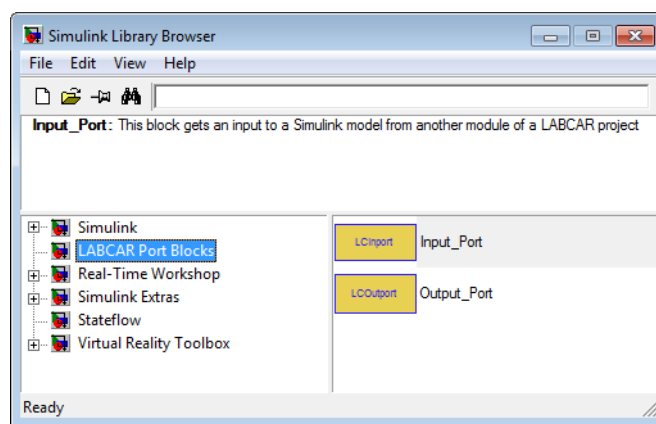 Simulink Library Browser
File Edit View Help
Input_Port: This block gets an input to a Simulink model from another module of a LABCAR project
Simulink
LABCAR Port Blocks
Real-Time Workshop
Simulink Extras
Stateflow
Virtual Reality Toolbox
LCInport Input_Port
LCOutport Output_Port
Ready